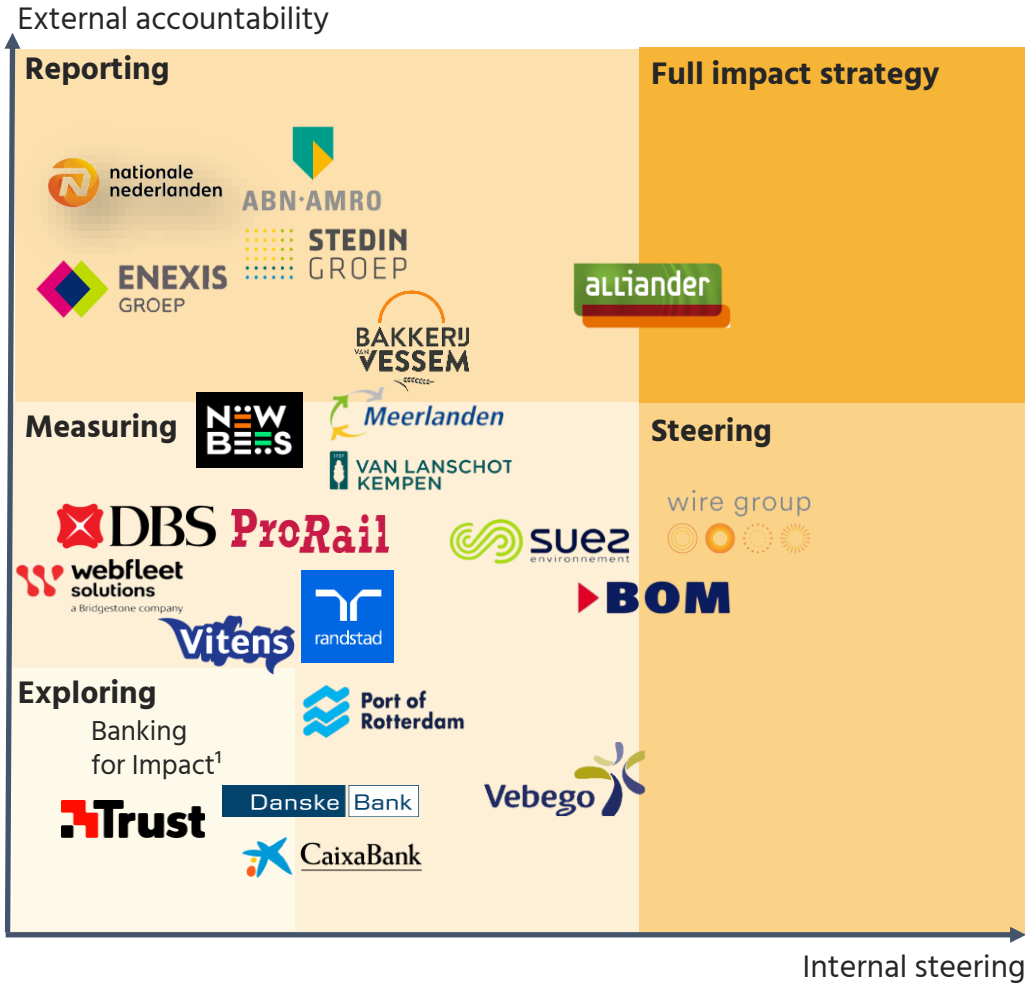 External accountability
Reporting
Full impact strategy
nationale
nederlanden
ABN·AMRO
STEDIN
GROEP
ENEXIS
GROEP
alliander
BAKKERIJ
VAN VESSEM
Measuring
NEW
BEES
Meerlanden
Steering
1737
VAN LANSCHOT
KEMPEN
wire group
DBS
ProRail
suez
environnement
webfleet
solutions
a Bridgestone company
BOM
randstad
Vitens
Exploring
Port of
Rotterdam
Banking
for Impact¹
Vebego
Trust
Danske Bank
CaixaBank
Internal steering